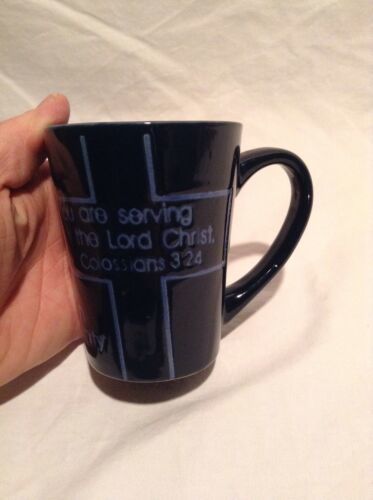 are serving
the Lord Christ.
Colossians 3:24